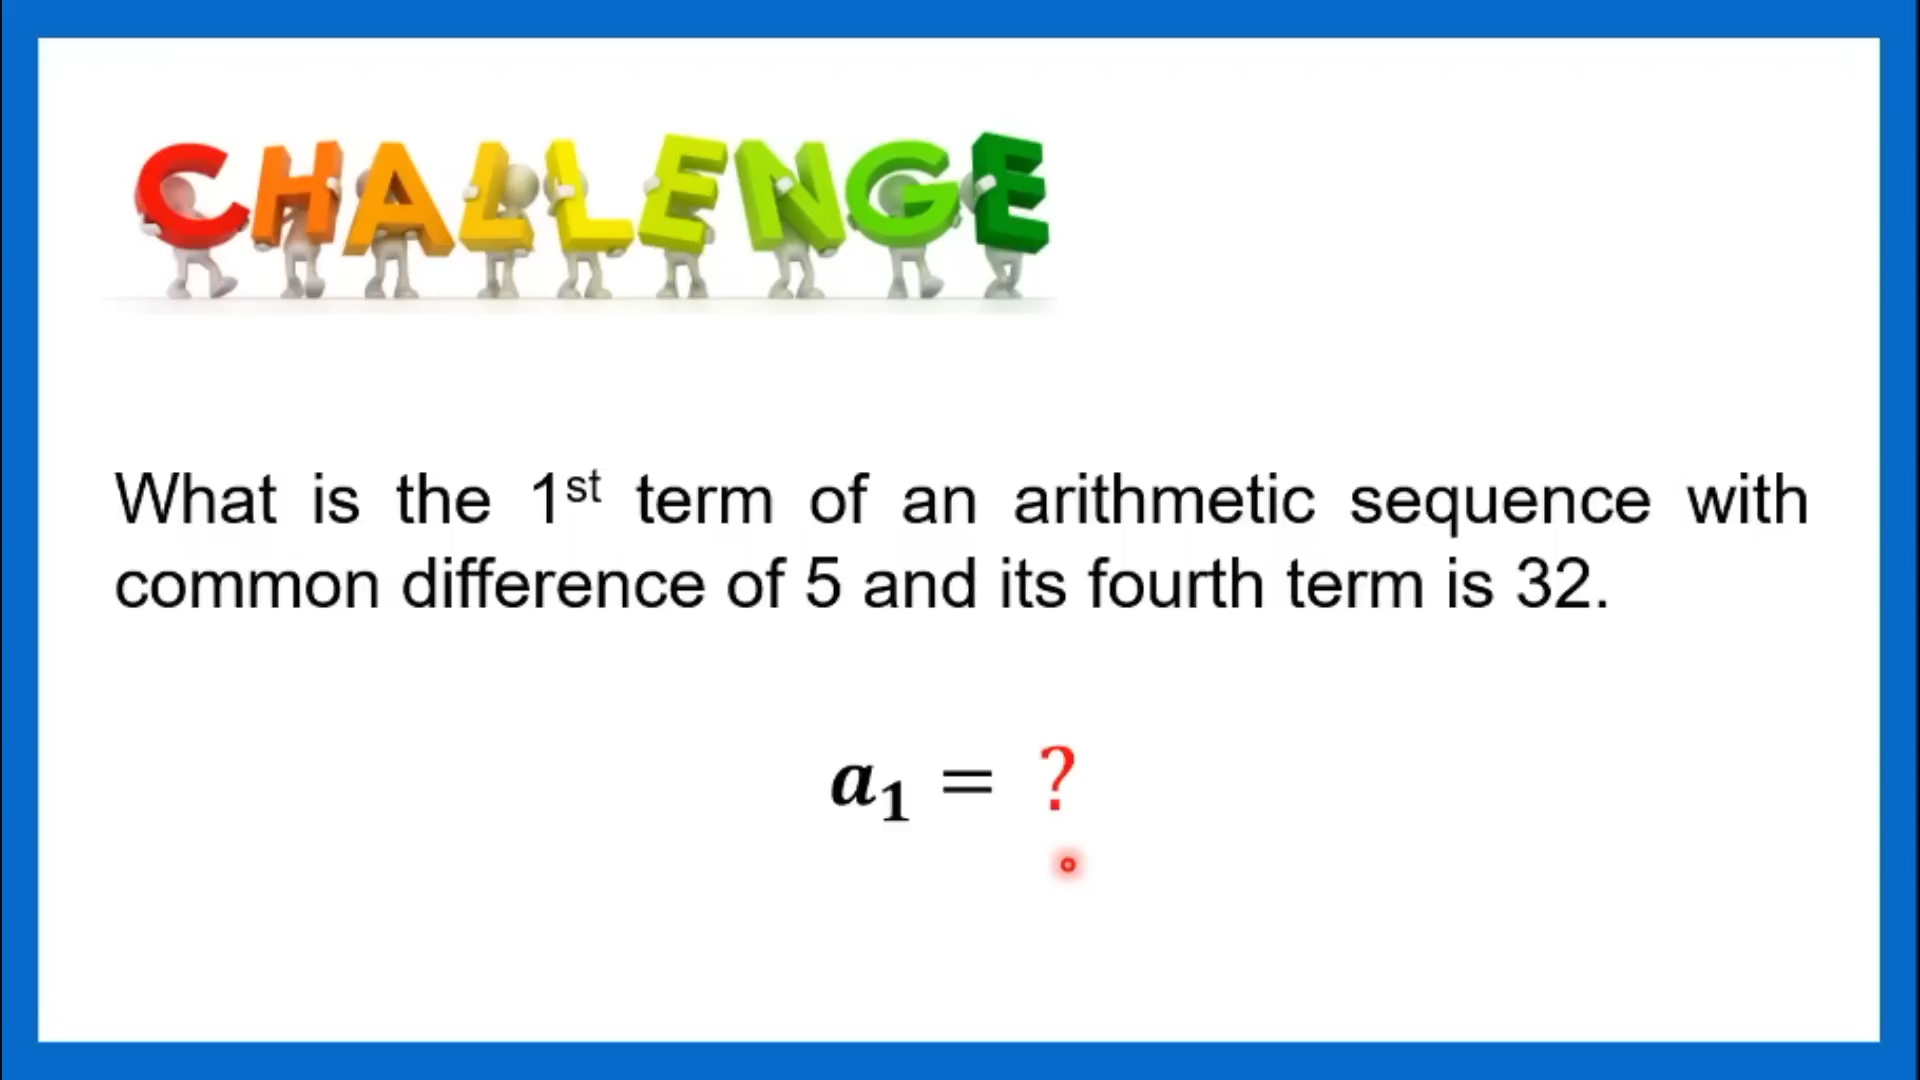 CHALLENGE
What is the 1st term of an arithmetic sequence with
common difference of 5 and its fourth term is 32.
a₁ = ?